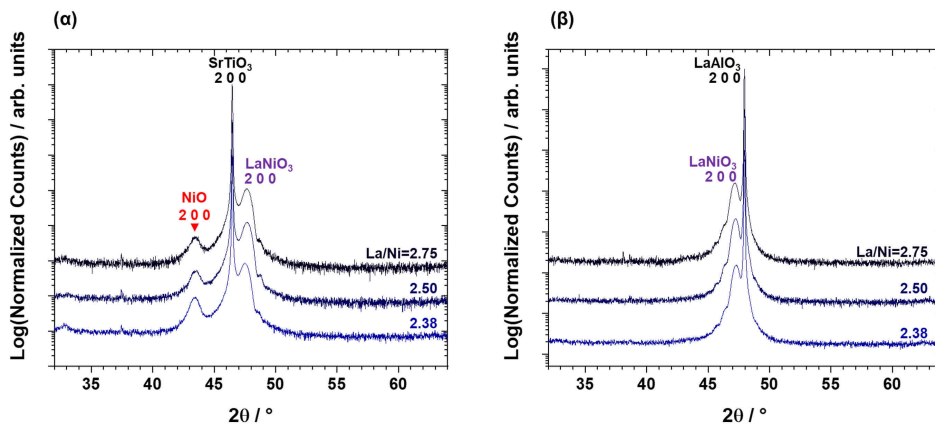 (α)
Log(Normalized Counts) / arb. units
SrTiO3
2 0 0
LaNiO3
2 0 0
NiO
2 0 0
La/Ni=2.75
2.50
2.38
35 40 45 50 55 60
2θ / °
(β)
Log(Normalized Counts) / arb. units
LaAlO3
2 0 0
LaNiO3
2 0 0
La/Ni=2.75
2.50
2.38
35 40 45 50 55 60
2θ / °